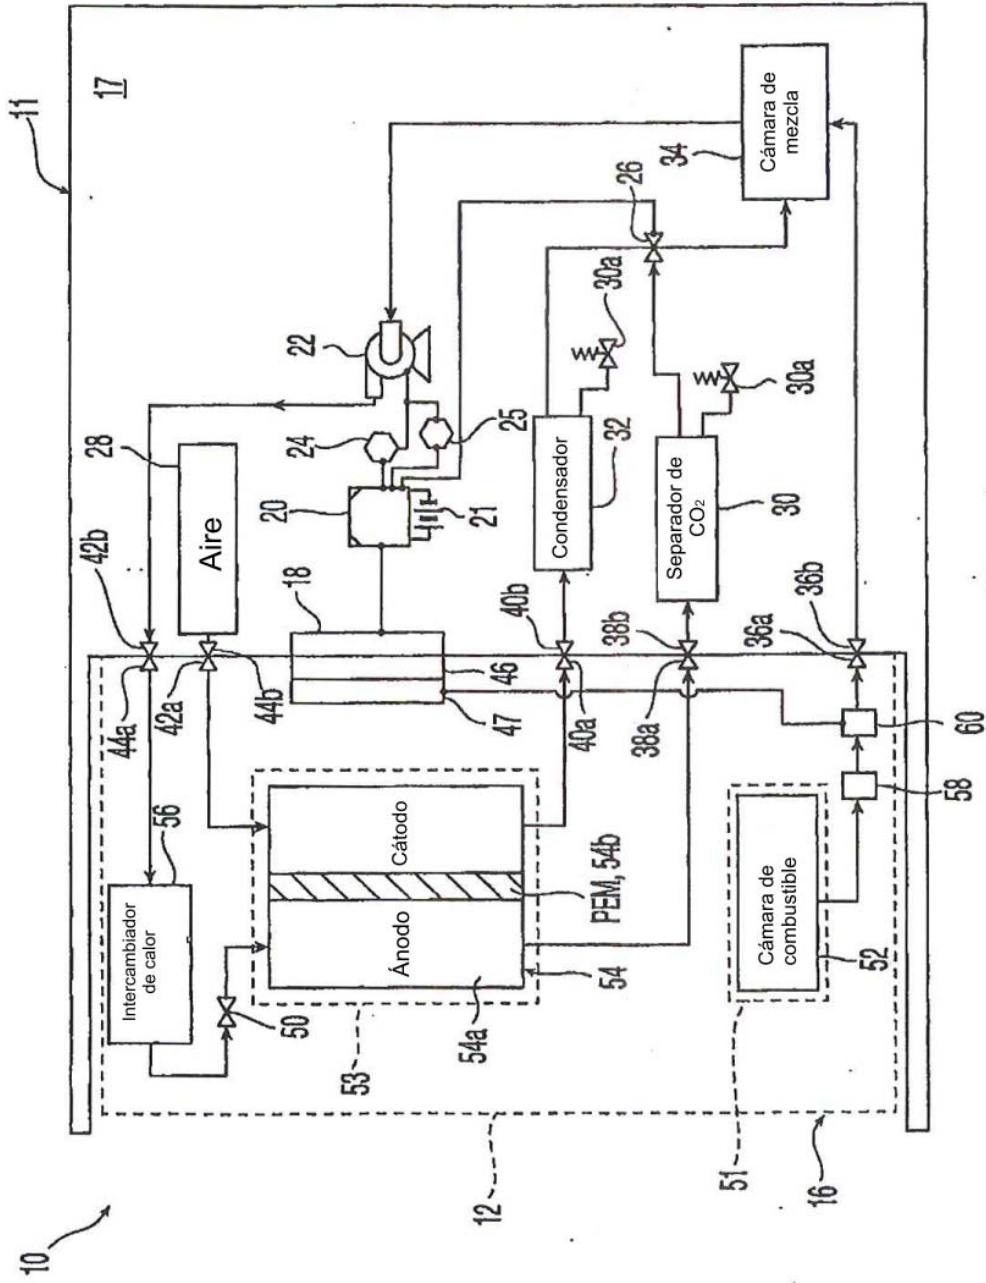 10
11
17
44a
42b
Intercambiador
de calor
56
42a
28
Aire
50
44b
20
24
22
18
53
54a
Ánodo
Cátodo
47
46
21
25
12
54
PEM, 54b
40a
40b
Condensador
32
30a
26
38a
38b
Separador de
CO₂
30
34
51
Cámara de
combustible
52
30a
Cámara de
mezcla
16
58
60
36a
36b